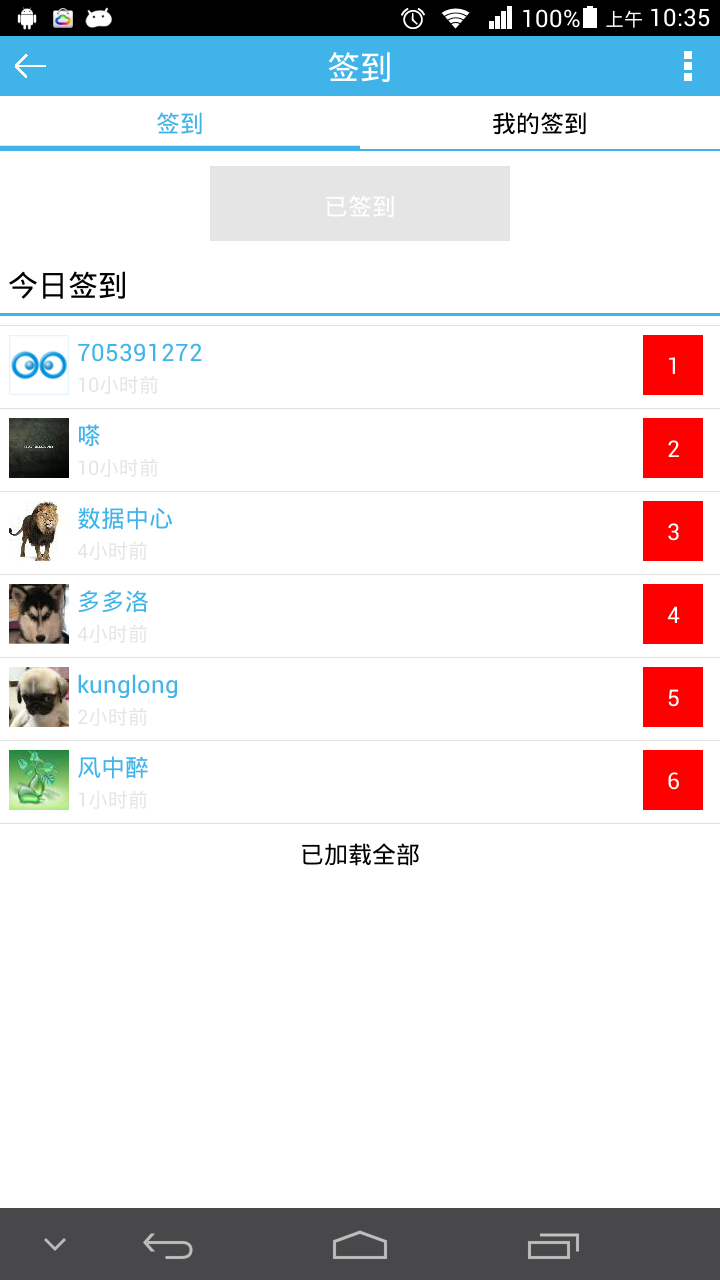 100% 上午 10:35
签到
签到 我的签到
已签到
今日签到
705391272
10小时前
1
嗏
10小时前
2
数据中心
4小时前
3
多多洛
4小时前
4
kunglong
2小时前
5
风中醉
1小时前
6
已加载全部